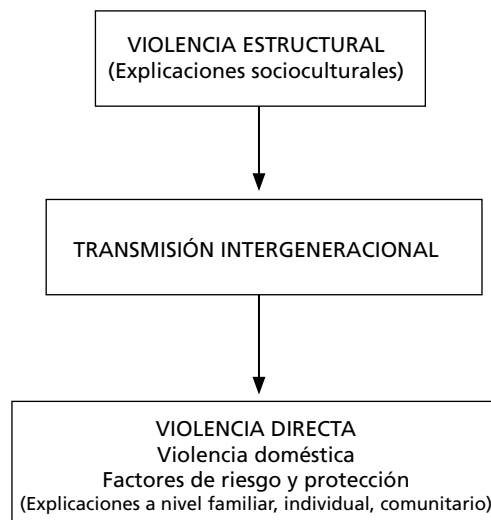 VIOLENCIA ESTRUCTURAL
(Explicaciones socioculturales)
TRANSMISIÓN INTERGENERACIONAL
VIOLENCIA DIRECTA
Violencia doméstica
Factores de riesgo y protección
(Explicaciones a nivel familiar, individual, comunitario)